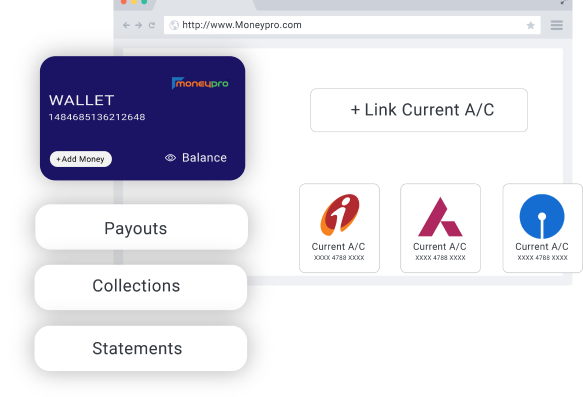 http://www.Moneypro.com
moneypro
WALLET
1484685136212648
+Add Money
Balance
+ Link Current A/C
Payouts
Collections
Statements
Current A/C
XXXX 4788 XXXX
Current A/C
XXXX 4788 XXXX
Current A/C
XXXX 4788 XXXX